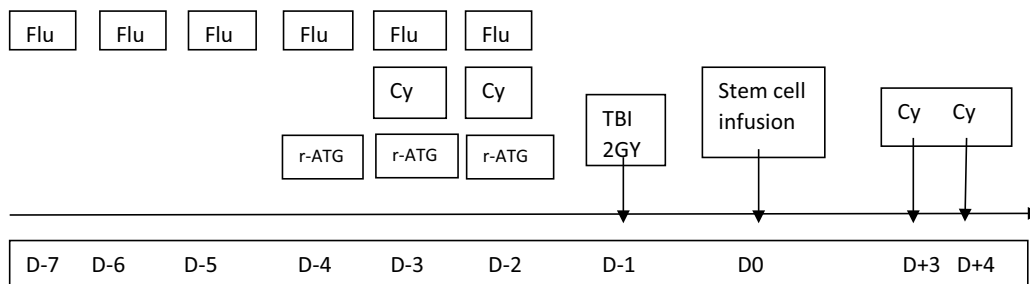 Flu Flu Flu Flu Flu Flu
Cy Cy
r-ATG r-ATG r-ATG
TBI
2GY
Stem cell
infusion
Cy Cy
D-7 D-6 D-5 D-4 D-3 D-2 D-1 D0 D+3 D+4